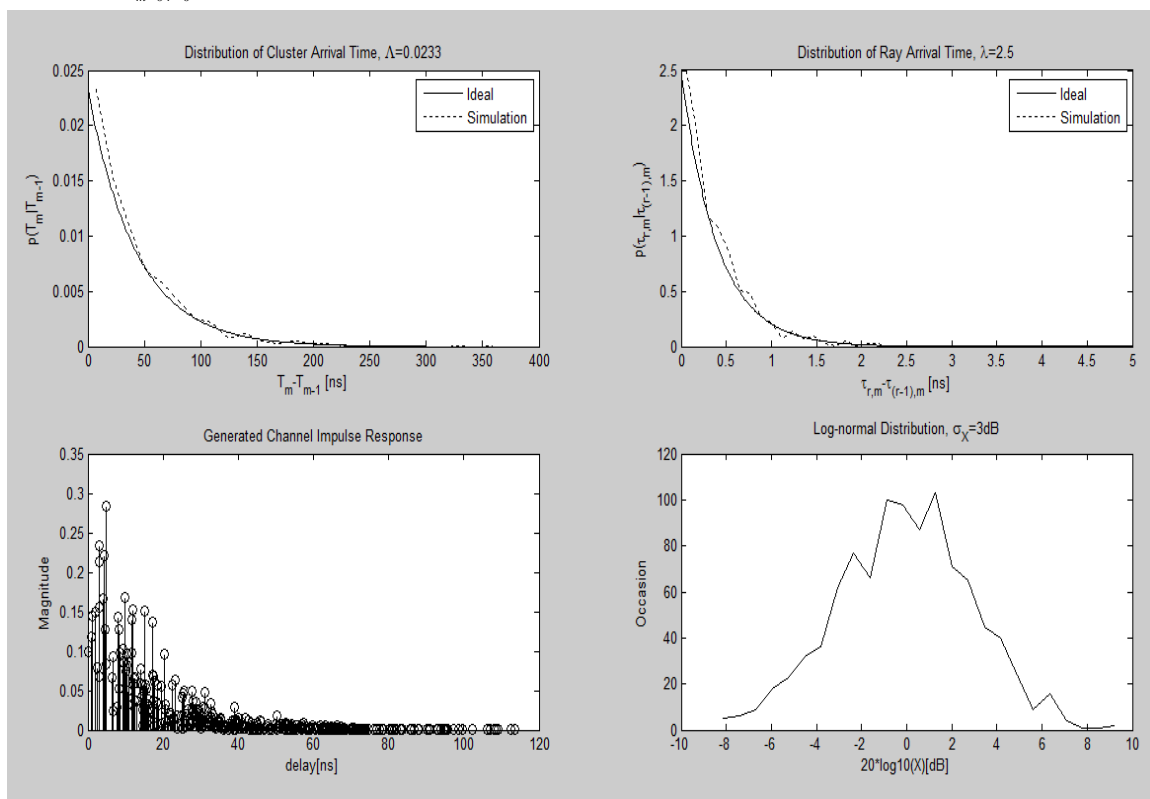 Distribution of Cluster Arrival Time, Λ=0.0233
0.025
0.02
0.015
0.01
0.005
0
p(T_m|T_{m-1})
Ideal
Simulation
0 50 100 150 200 250 300 350 400
T_m-T_{m-1} [ns]
Distribution of Ray Arrival Time, λ=2.5
2.5
2
1.5
1
0.5
0
p(τ_{r,m}|τ_{(r-1),m})
Ideal
Simulation
0 0.5 1 1.5 2 2.5 3 3.5 4 4.5 5
τ_{r,m}-τ_{(r-1),m} [ns]
Generated Channel Impulse Response
0.35
0.3
0.25
0.2
0.15
0.1
0.05
0
Magnitude
0 20 40 60 80 100 120
delay[ns]
Log-normal Distribution, σ_X=3dB
120
100
80
60
40
20
0
Occasion
-10 -8 -6 -4 -2 0 2 4 6 8 10
20*log10(X)[dB]